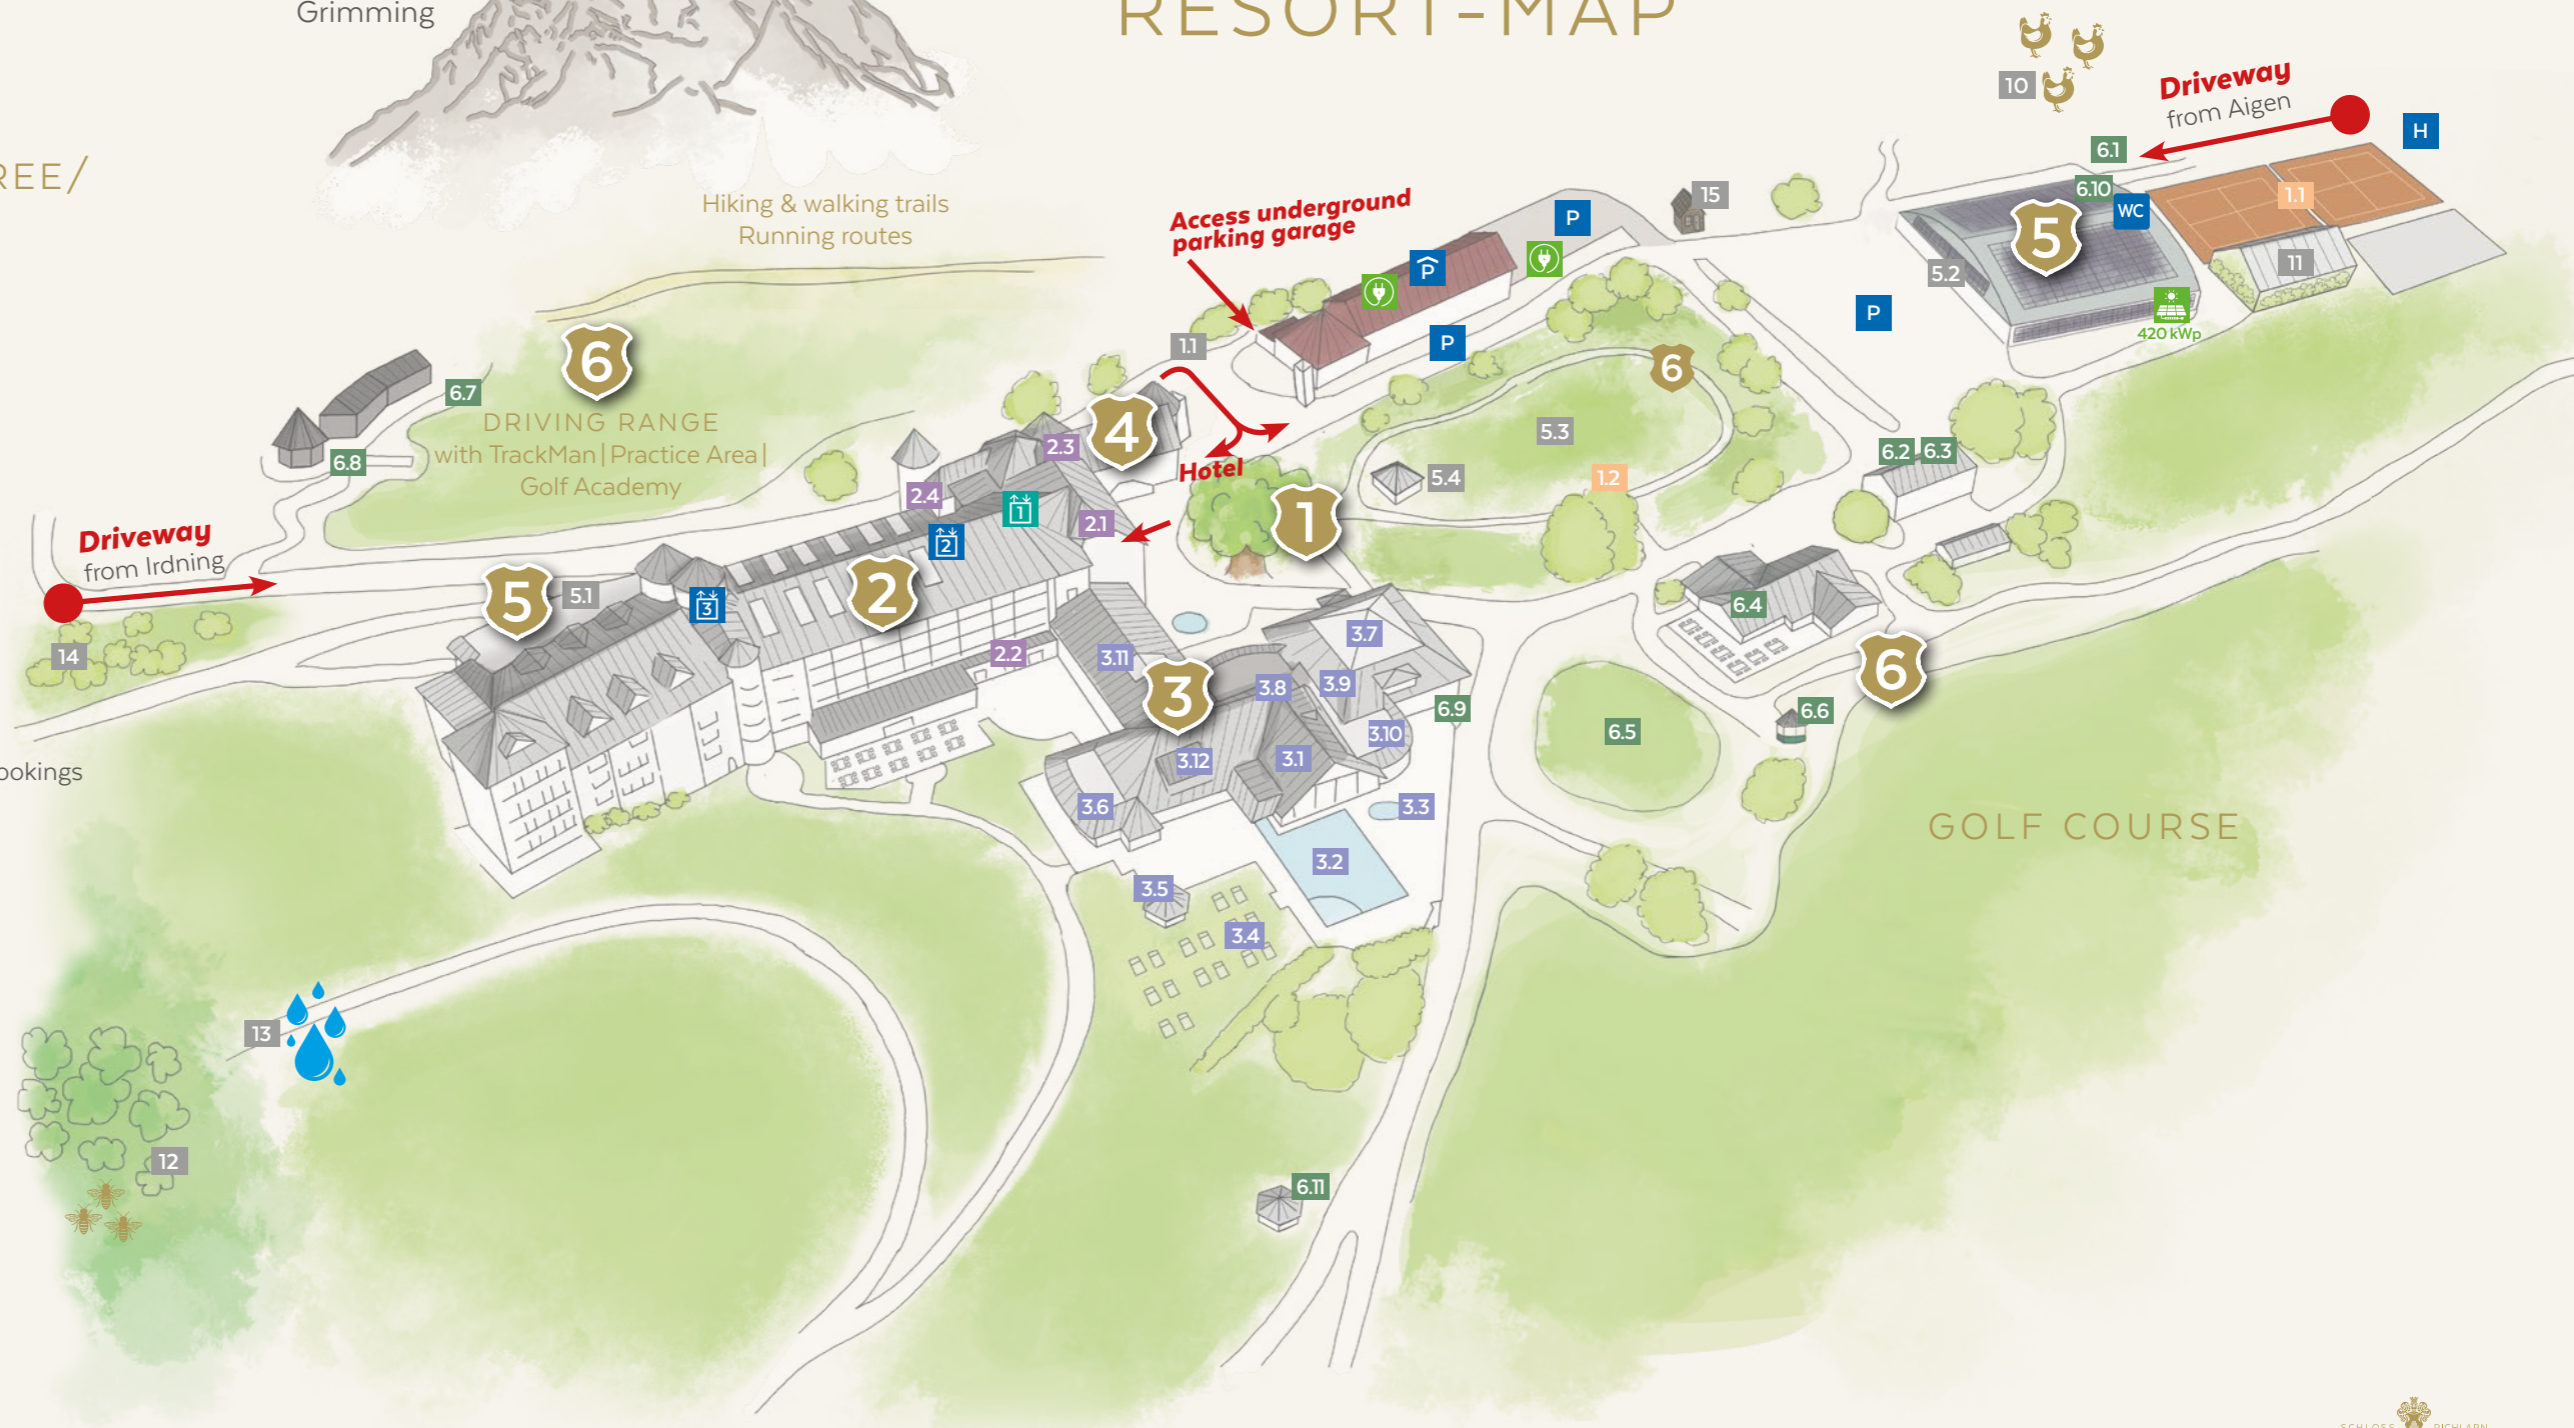 Grimming
RESORT-MAP
REE/
Hiking & walking trails
Running routes
10
Driveway
from Aigen
H
6.1
6.10
WC
1.1
5
5.2
11
420 kWp
15
P
Access underground
parking garage
P
P
P
1.1
6
6.7
DRIVING RANGE
with TrackMan|Practice Area|
Golf Academy
6.8
4
2.3
Hotel
2.4
1
2.1
2
6
5.3
5.4
1.2
1
6.2
6.3
Driveway
from Irdning
5
5.1
3
2
14
2.2
3.11
3
3.7
3.8
3.9
3.10
3.12
3.1
3.6
3.3
3.2
3.5
3.4
6.9
6.4
6
6.5
6.6
GOLF COURSE
ookings
13
12
6.11
SCHLOSS PICHLARN